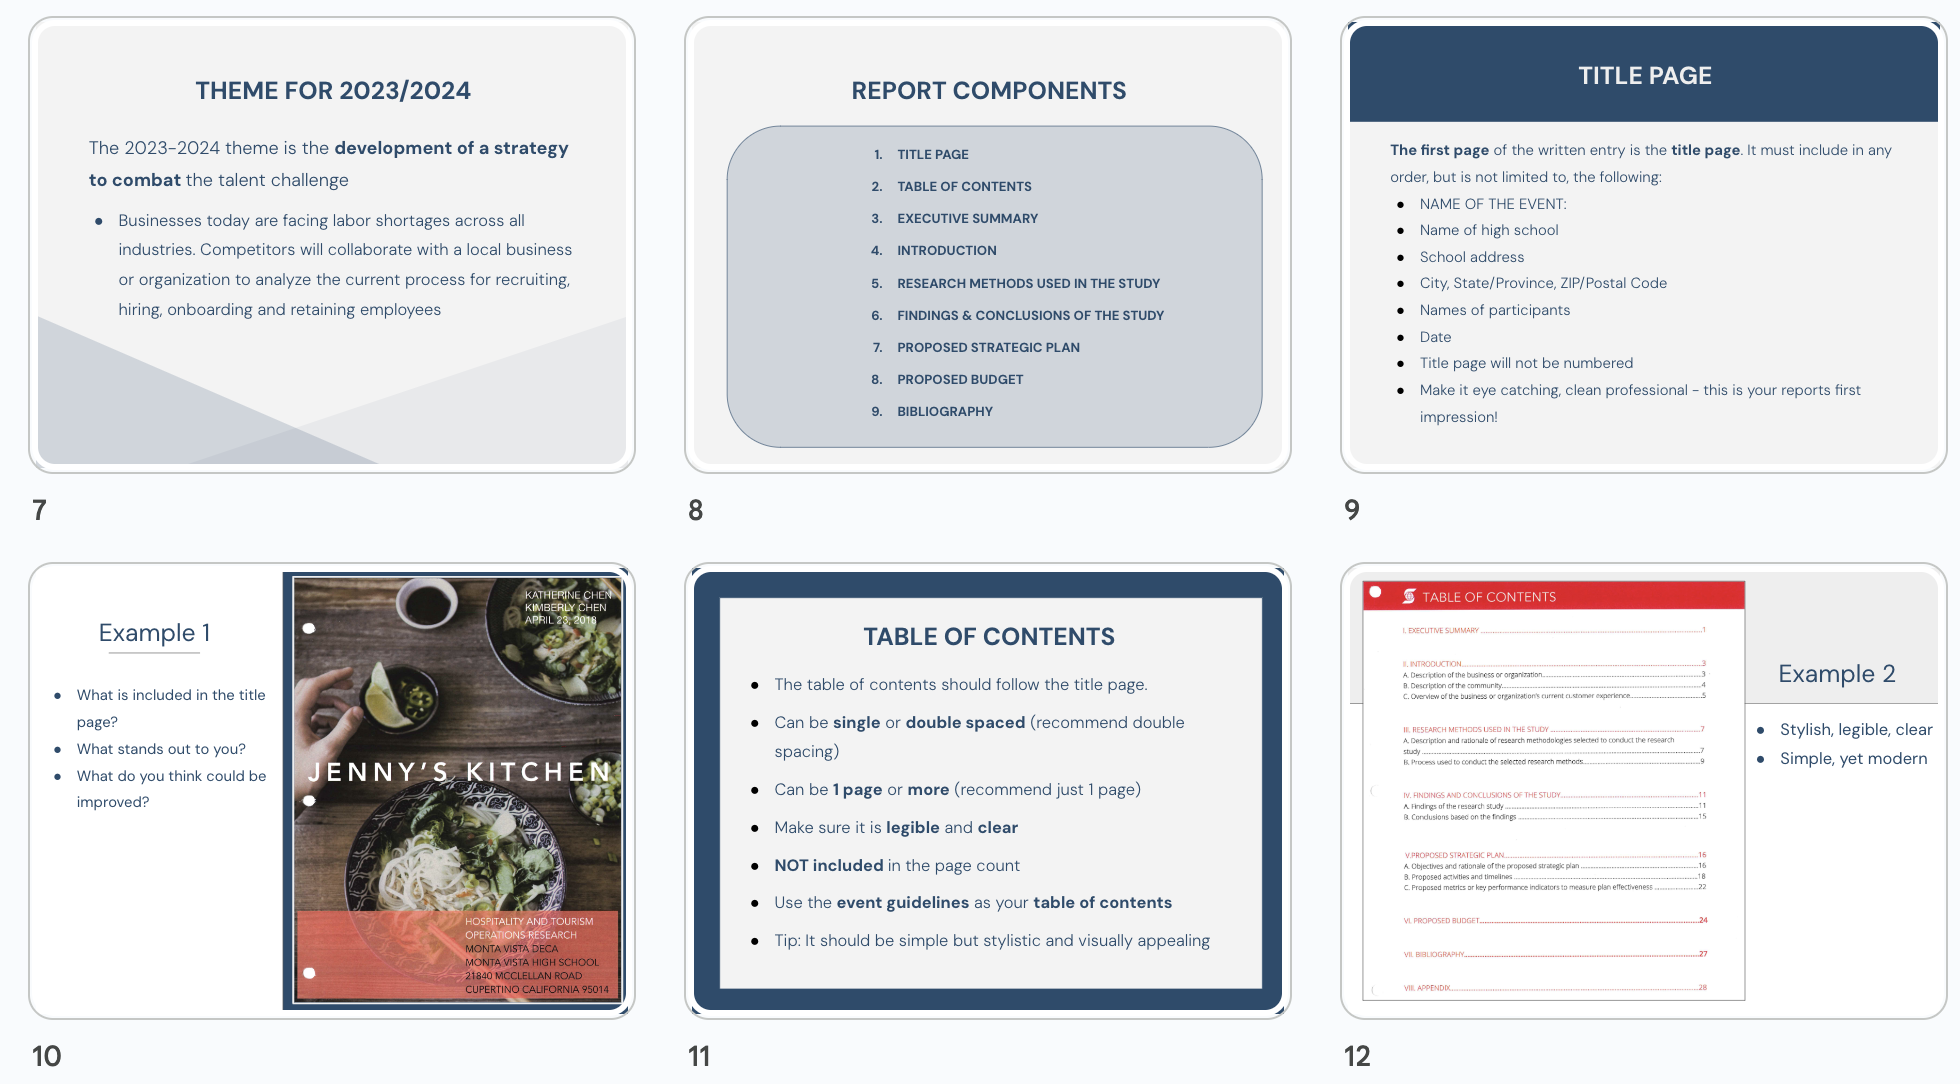 THEME FOR 2023/2024
The 2023-2024 theme is the development of a strategy
to combat the talent challenge
● Businesses today are facing labor shortages across all
industries. Competitors will collaborate with a local business
or organization to analyze the current process for recruiting,
hiring, onboarding and retaining employees
7
REPORT COMPONENTS
1. TITLE PAGE
2. TABLE OF CONTENTS
3. EXECUTIVE SUMMARY
4. INTRODUCTION
5. RESEARCH METHODS USED IN THE STUDY
6. FINDINGS & CONCLUSIONS OF THE STUDY
7. PROPOSED STRATEGIC PLAN
8. PROPOSED BUDGET
9. BIBLIOGRAPHY
8
TITLE PAGE
The first page of the written entry is the title page. It must include in any
order, but is not limited to, the following:
● NAME OF THE EVENT:
● Name of high school
● School address
● City, State/Province, ZIP/Postal Code
● Names of participants
● Date
● Title page will not be numbered
● Make it eye catching, clean professional - this is your reports first
impression!
9
Example 1
● What is included in the title
page?
● What stands out to you?
● What do you think could be
improved?
KATHERINE CHEN
KIMBERLY CHEN
APRIL 23, 2018
JENNY'S KITCHEN
HOSPITALITY AND TOURISM
OPERATIONS RESEARCH
MONTA VISTA DECA
MONTA VISTA HIGH SCHOOL
21840 MCCLELLAN ROAD
CUPERTINO CALIFORNIA 95014
10
TABLE OF CONTENTS
● The table of contents should follow the title page.
● Can be single or double spaced (recommend double
spacing)
● Can be 1 page or more (recommend just 1 page)
● Make sure it is legible and clear
● NOT included in the page count
● Use the event guidelines as your table of contents
● Tip: It should be simple but stylistic and visually appealing
11
TABLE OF CONTENTS
I. EXECUTIVE SUMMARY 1
II. INTRODUCTION 3
A. Description of the business or organization 3
B. Description of the community 4
C. Overview of the business or organization's current customer experience 5
III. RESEARCH METHODS USED IN THE STUDY 7
A. Description and rationale of research methodologies selected to conduct the research
study 7
B. Process used to conduct the selected research methods 9
IV. FINDINGS AND CONCLUSIONS OF THE STUDY 11
A. Findings of the research study 11
B. Conclusions based on the findings 15
V.PROPOSED STRATEGIC PLAN 16
A. Objectives and rationale of the proposed strategic plan 16
B. Proposed activities and timelines 18
C. Proposed metrics or key performance indicators to measure plan effectiveness 22
VI. PROPOSED BUDGET 24
VII. BIBLIOGRAPHY 27
VIII. APPENDIX 28
Example 2
● Stylish, legible, clear
● Simple, yet modern
12